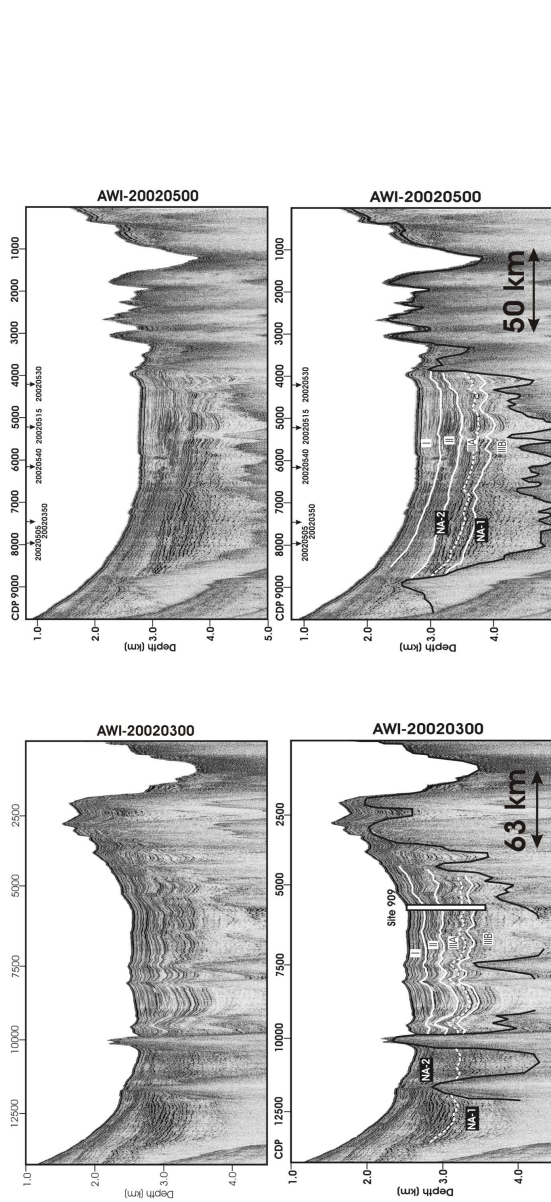 AWI-20020500
CDP 9000 8000 7000 6000 5000 4000 3000 2000 1000
20020505 20020350 20020540 20020515 20020530
1.0
2.0
3.0
4.0
5.0
Depth (km)
AWI-20020500
CDP 9000 8000 7000 6000 5000 4000 3000 2000 1000
20020505 20020350 20020540 20020515 20020530
1.0
2.0
3.0
4.0
Depth (km)
I
II
IA
IIIB
NA-2
NA-1
50 km
AWI-20020300
12500 10000 7500 5000 2500
1.0
2.0
3.0
4.0
Depth (km)
AWI-20020300
CDP 12500 10000 7500 5000 2500
1.0
2.0
3.0
4.0
Depth (km)
Site 909
I
II
IIIA
IIIB
NA-2
NA-1
63 km